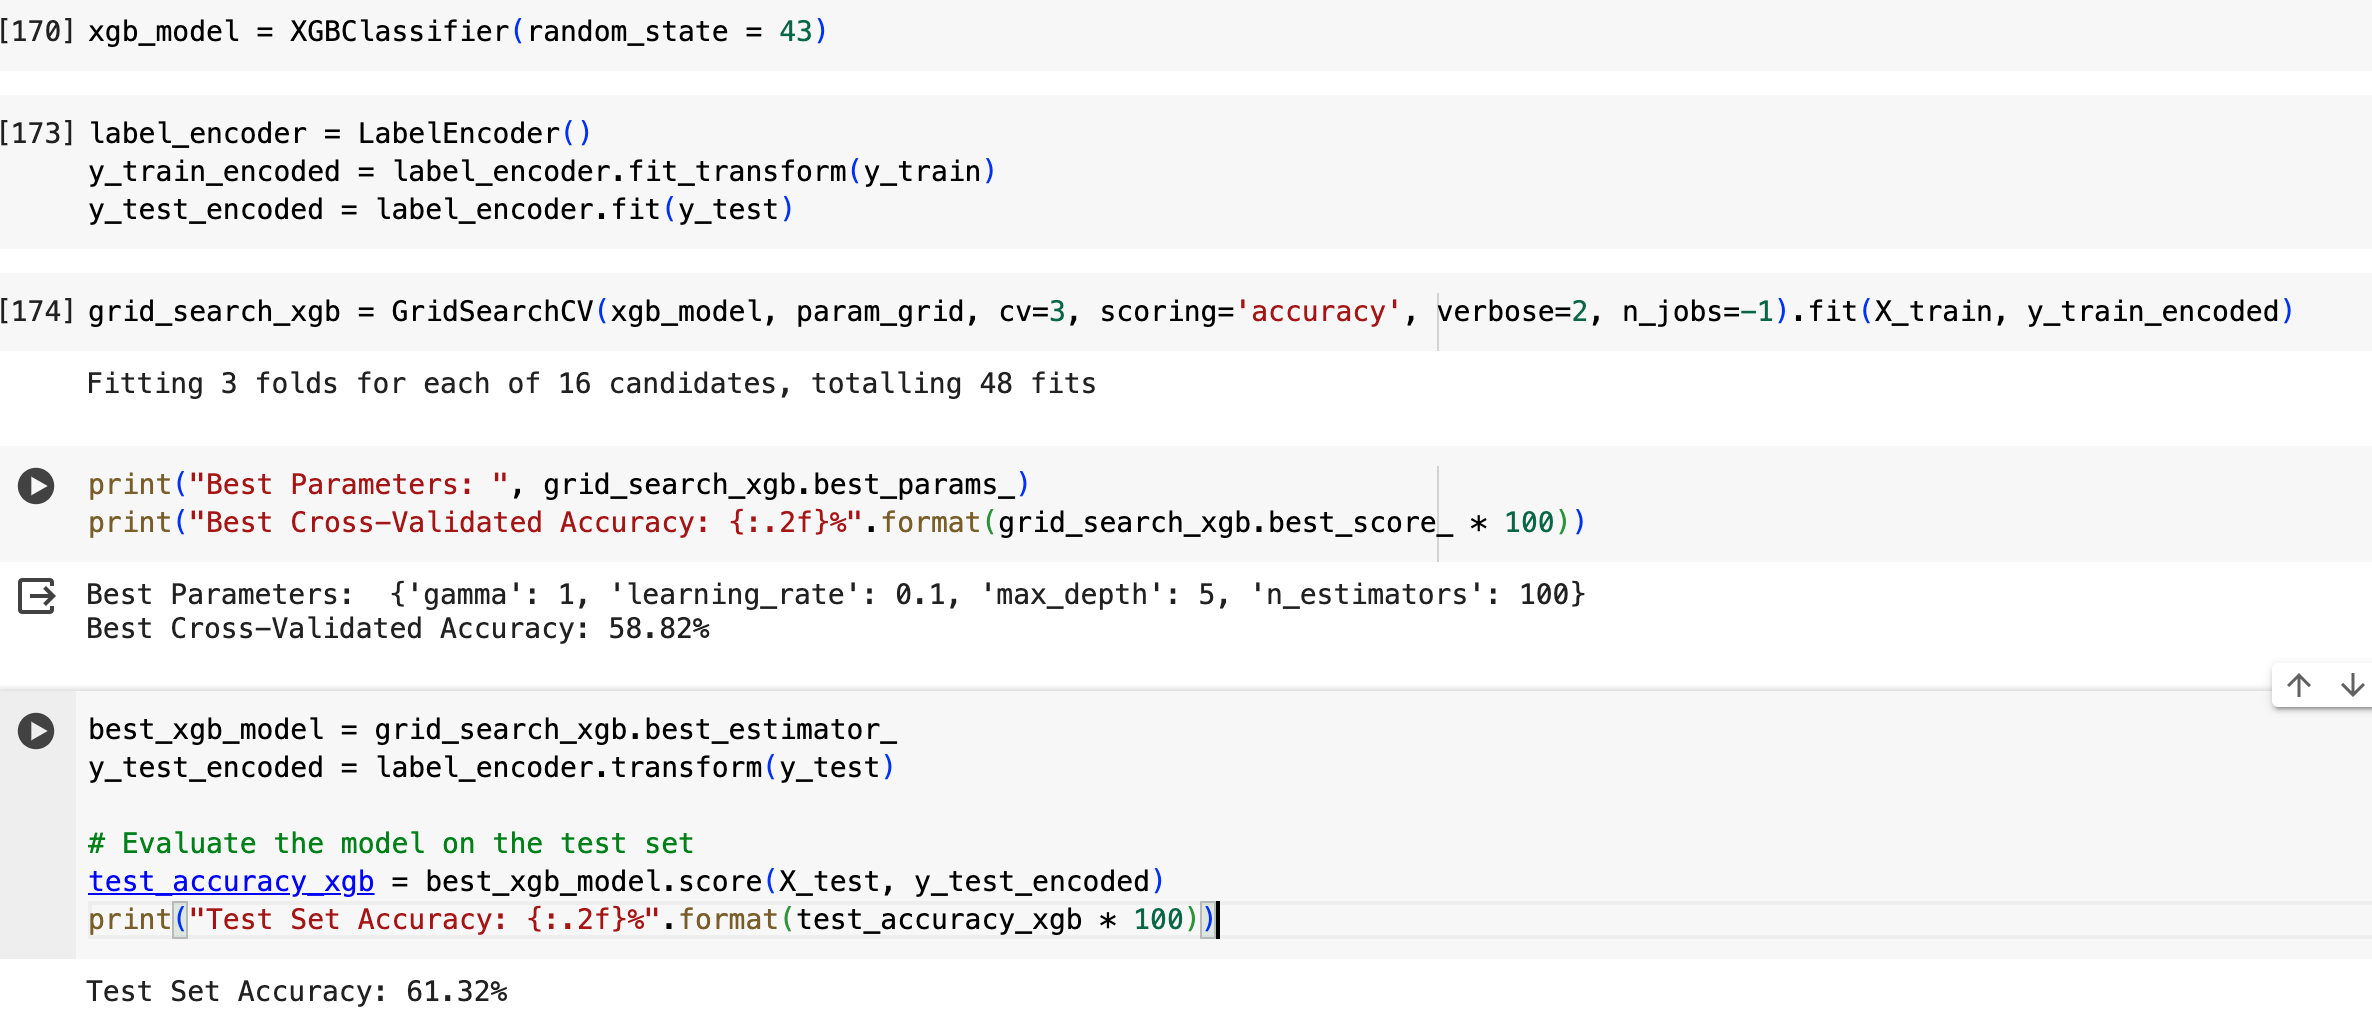 [170] xgb_model = XGBClassifier(random_state = 43)
[173] label_encoder = LabelEncoder()
y_train_encoded = label_encoder.fit_transform(y_train)
y_test_encoded = label_encoder.fit(y_test)
[174] grid_search_xgb = GridSearchCV(xgb_model, param_grid, cv=3, scoring='accuracy', verbose=2, n_jobs=-1).fit(X_train, y_train_encoded)
Fitting 3 folds for each of 16 candidates, totalling 48 fits
print("Best Parameters: ", grid_search_xgb.best_params_)
print("Best Cross-Validated Accuracy: {:.2f}%".format(grid_search_xgb.best_score_ * 100))
Best Parameters:  {'gamma': 1, 'learning_rate': 0.1, 'max_depth': 5, 'n_estimators': 100}
Best Cross-Validated Accuracy: 58.82%
best_xgb_model = grid_search_xgb.best_estimator_
y_test_encoded = label_encoder.transform(y_test)
# Evaluate the model on the test set
test_accuracy_xgb = best_xgb_model.score(X_test, y_test_encoded)
print("Test Set Accuracy: {:.2f}%".format(test_accuracy_xgb * 100))
Test Set Accuracy: 61.32%